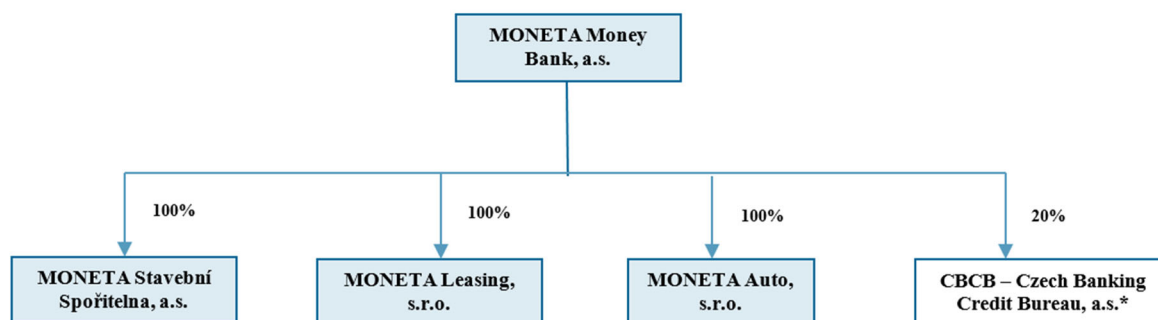 MONETA Money
Bank, a.s.
100%
100%
100%
20%
MONETA Stavební
Spořitelna, a.s.
MONETA Leasing,
s.r.o.
MONETA Auto,
s.r.o.
CBCB – Czech Banking
Credit Bureau, a.s.*